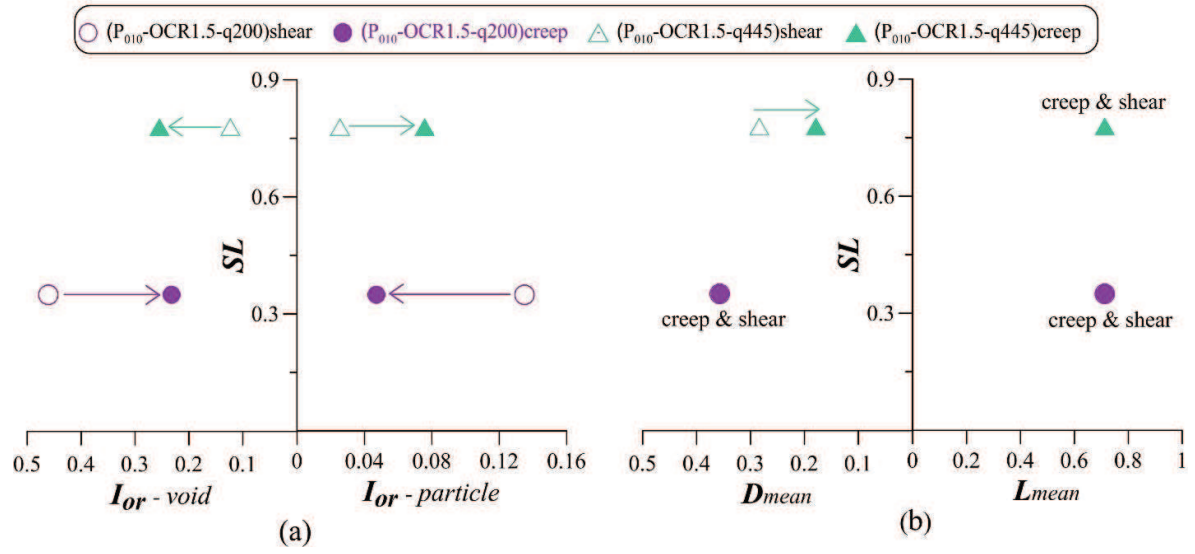 (P010-OCR1.5-q200)shear (P010-OCR1.5-q200)creep (P010-OCR1.5-q445)shear (P010-OCR1.5-q445)creep
0.9
0.6
0.3
SL
0.5 0.4 0.3 0.2 0.1 0 0.04 0.08 0.12 0.16
Ior - void
Ior - particle
(a)
0.9
creep & shear
0.6
SL
0.3
creep & shear
creep & shear
0.5 0.4 0.3 0.2 0.1 0 0.2 0.4 0.6 0.8 1
Dmean
Lmean
(b)